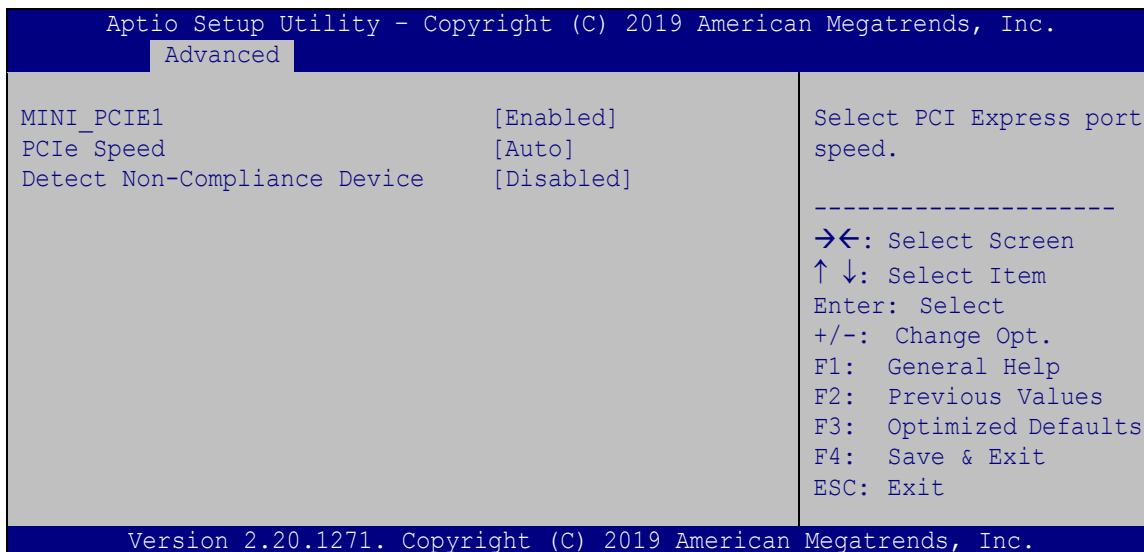 Aptio Setup Utility – Copyright (C) 2019 American Megatrends, Inc.
Advanced
MINI_PCIE1 [Enabled]
PCIe Speed [Auto]
Detect Non-Compliance Device [Disabled]
Select PCI Express port
speed.
---------------------
→←: Select Screen
↑ ↓: Select Item
Enter: Select
+/-: Change Opt.
F1: General Help
F2: Previous Values
F3: Optimized Defaults
F4: Save & Exit
ESC: Exit
Version 2.20.1271. Copyright (C) 2019 American Megatrends, Inc.